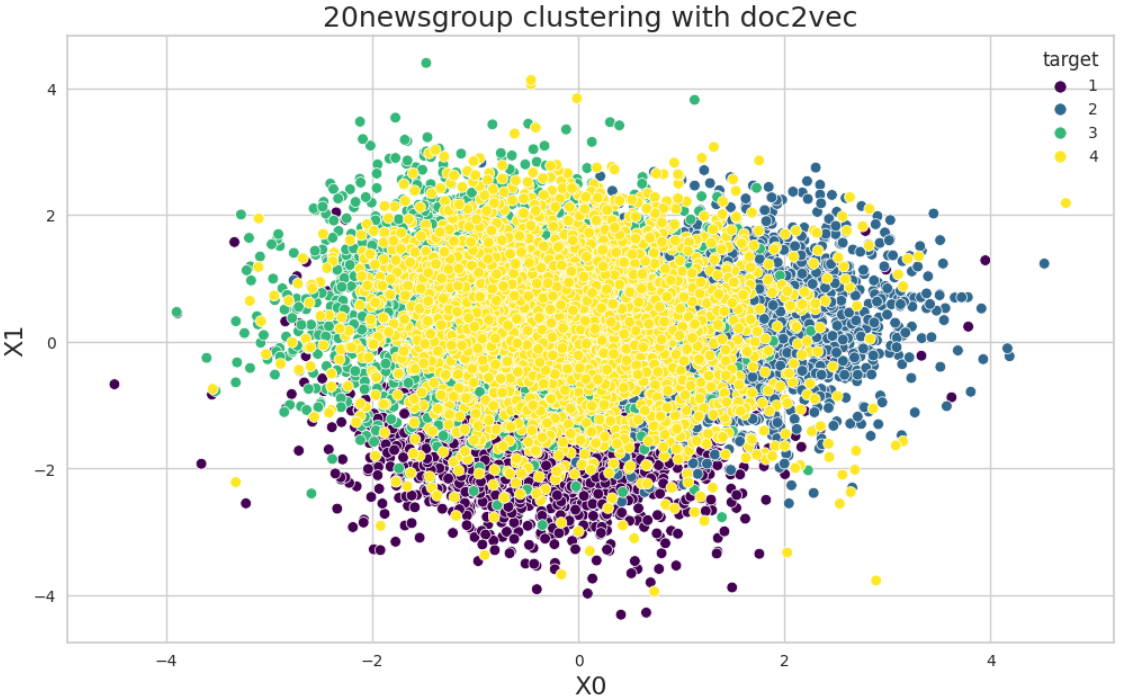 20newsgroup clustering with doc2vec
target
1
2
3
4
4
2
0
−2
−4
X1
−4 −2 0 2 4
X0